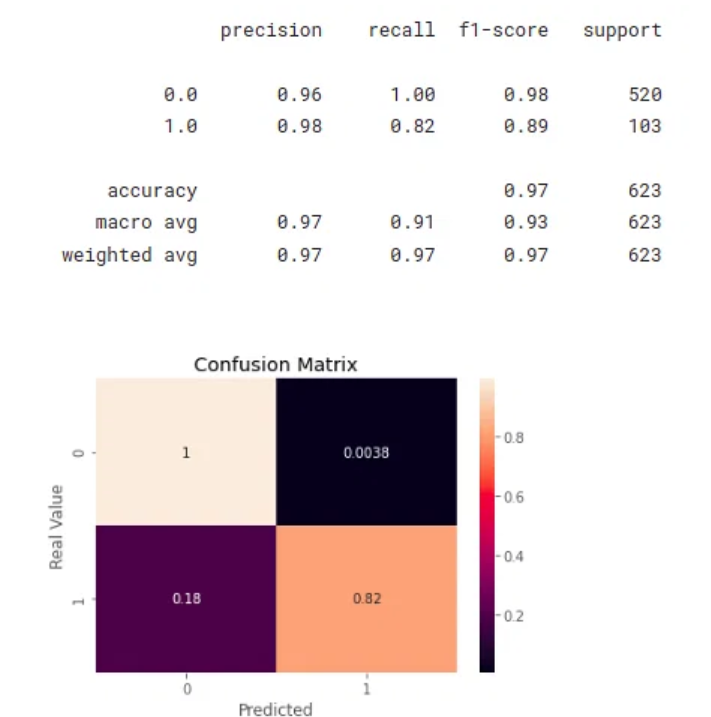 precision recall f1-score support
0.0 0.96 1.00 0.98 520
1.0 0.98 0.82 0.89 103
accuracy 0.97 623
macro avg 0.97 0.91 0.93 623
weighted avg 0.97 0.97 0.97 623
Confusion Matrix
0 1 0.0038
1 0.18 0.82
0 1
Real Value
Predicted
0.8
0.6
0.4
0.2